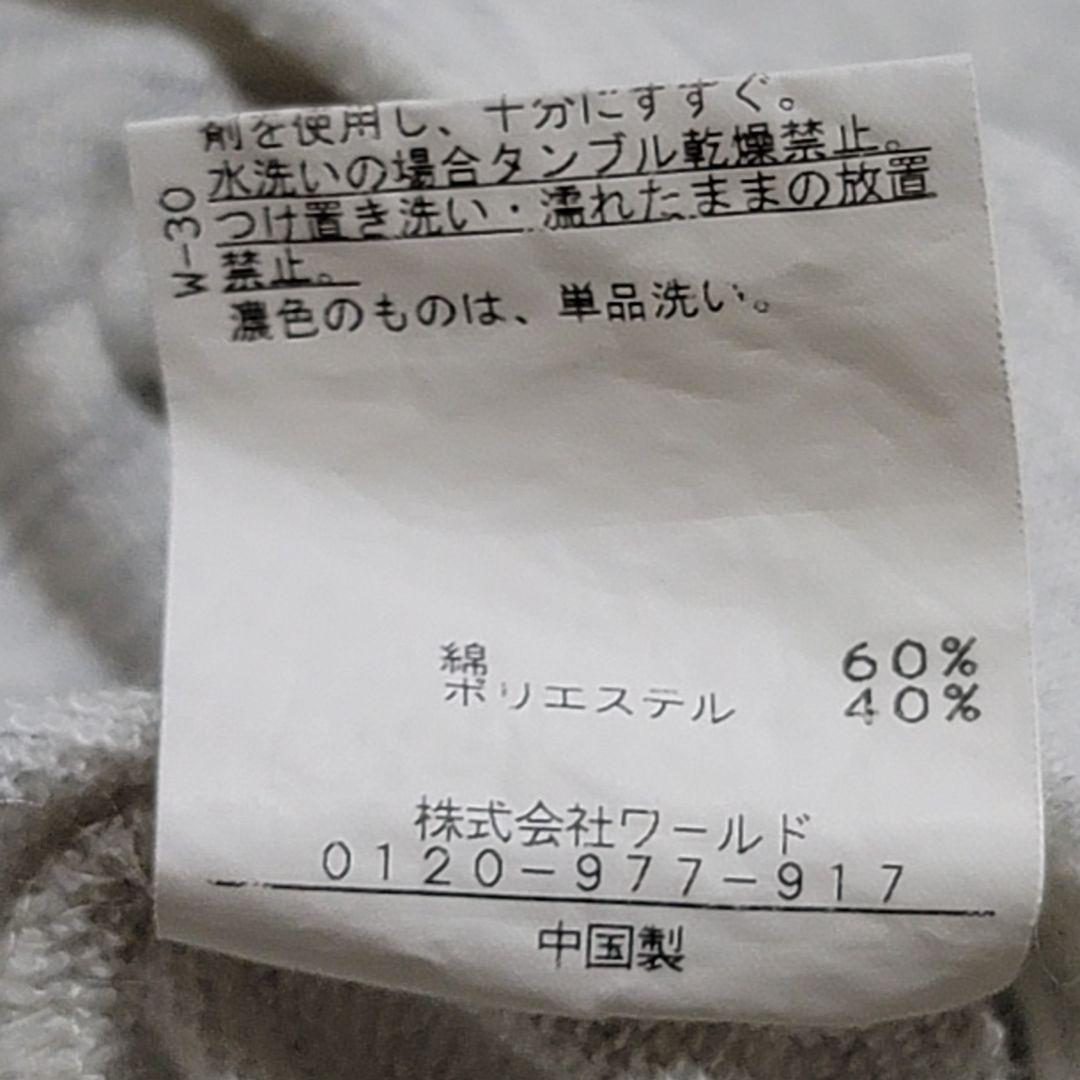 剤を使用し、十分にすすぐ。
水洗いの場合タンブル乾燥禁止。
つけ置き洗い・濡れたままの放置
禁止。
濃色のものは、単品洗い。
W-30
綿 60%
ポリエステル 40%
株式会社ワールド
0120-977-917
中国製